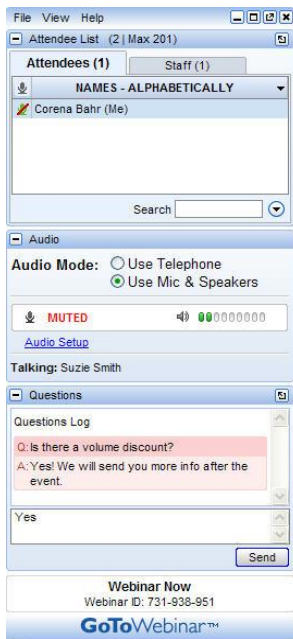 File View Help
Attendee List (2 | Max 201)
Attendees (1) Staff (1)
NAMES - ALPHABETICALLY
Corena Bahr (Me)
Search
Audio
Audio Mode: Use Telephone
Use Mic & Speakers
MUTED
Audio Setup
Talking: Suzie Smith
Questions
Questions Log
Q: Is there a volume discount?
A: Yes! We will send you more info after the
event.
Yes
Send
Webinar Now
Webinar ID: 731-938-951
GoToWebinar™